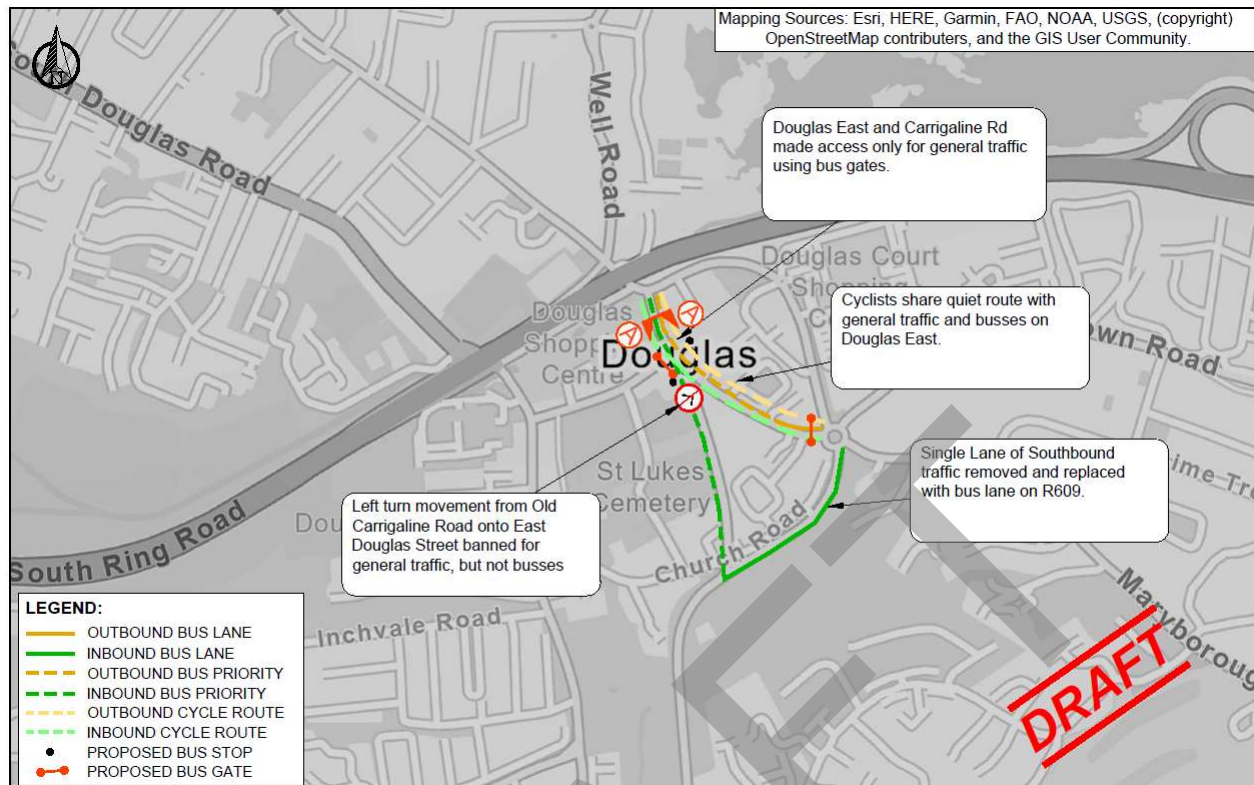 Mapping Sources: Esri, HERE, Garmin, FAO, NOAA, USGS, (copyright)
OpenStreetMap contributers, and the GIS User Community.
N
South Douglas Road
Well Road
Douglas East and Carrigaline Rd
made access only for general traffic
using bus gates.
Douglas Court
Shopping
Cyclists share quiet route with
general traffic and busses on
Douglas East.
Douglas
Centre
Douglas
A
A
Single Lane of Southbound
traffic removed and replaced
with bus lane on R609.
St Lukes
Cemetery
Church Road
Left turn movement from Old
Carrigaline Road onto East
Douglas Street banned for
general traffic, but not busses
South Ring Road
Inchvale Road
Maryboroug
DRAFT
LEGEND:
OUTBOUND BUS LANE
INBOUND BUS LANE
OUTBOUND BUS PRIORITY
INBOUND BUS PRIORITY
OUTBOUND CYCLE ROUTE
INBOUND CYCLE ROUTE
PROPOSED BUS STOP
PROPOSED BUS GATE